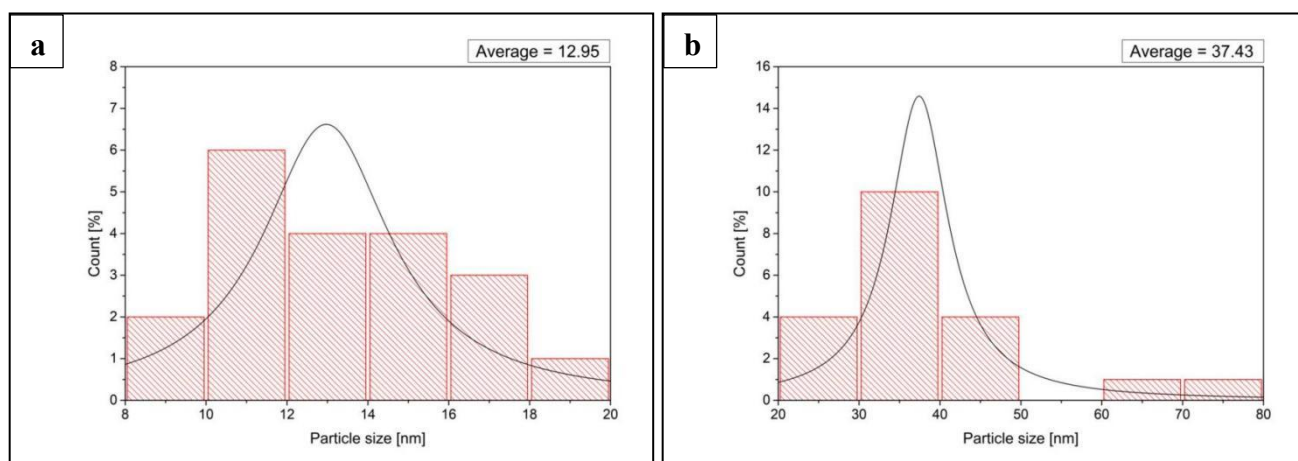 a
Average = 12.95
8
7
6
5
4
3
2
1
0
Count [%]
8 10 12 14 16 18 20
Particle size [nm]
b
Average = 37.43
16
14
12
10
8
6
4
2
0
Count [%]
20 30 40 50 60 70 80
Particle size [nm]